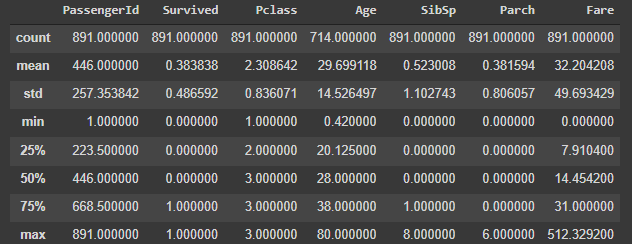 PassengerId Survived Pclass Age SibSp Parch Fare
count 891.000000 891.000000 891.000000 714.000000 891.000000 891.000000 891.000000
mean 446.000000 0.383838 2.308642 29.699118 0.523008 0.381594 32.204208
std 257.353842 0.486592 0.836071 14.526497 1.102743 0.806057 49.693429
min 1.000000 0.000000 1.000000 0.420000 0.000000 0.000000 0.000000
25% 223.500000 0.000000 2.000000 20.125000 0.000000 0.000000 7.910400
50% 446.000000 0.000000 3.000000 28.000000 0.000000 0.000000 14.454200
75% 668.500000 1.000000 3.000000 38.000000 1.000000 0.000000 31.000000
max 891.000000 1.000000 3.000000 80.000000 8.000000 6.000000 512.329200